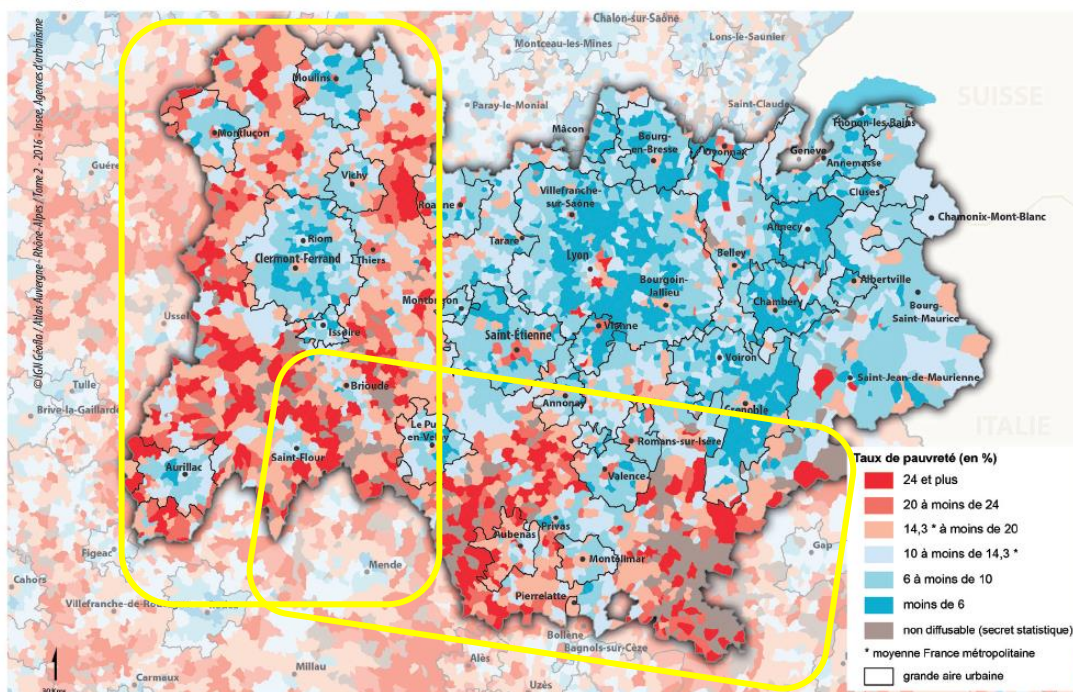 © IGN Géofla / Atlas Auvergne - Rhône-Alpes / Tome 2 - 2016 - Insee, Agences d'urbanisme
Chalon-sur-Saône
Montceau-les-Mines
Lons-le-Saunier
Moulins
Paray-le-Monial
Saint-Claude
SUISSE
Montluçon
Mâcon
Bourg-
en-Bresse
Oyonnax
Genève
Thonon-les-Bains
Annemasse
Guéret
Vichy
Roanne
Villefranche-
sur-Saône
Cluses
Chamonix-Mont-Blanc
Riom
Clermont-Ferrand
Thiers
Tarare
Lyon
Belley
Annecy
Bourgoin-
Jallieu
Albertville
Chambéry
Bourg-
Saint-Maurice
Ussel
Montbrison
Issoire
Saint-Étienne
Vienne
Voiron
Tulle
Brive-la-Gaillarde
Brioude
Annonay
Saint-Jean-de-Maurienne
Grenoble
ITALIE
Le Puy-
en-Velay
Romans-sur-Isère
Saint-Flour
Aurillac
Valence
Privas
Aubenas
Montélimar
Gap
Figeac
Mende
Cahors
Pierrelatte
Villefranche-de-Rou
Rodez
Bollène
Bagnols-sur-Cèze
Millau
Alès
Carmaux
Uzès
30 Kms
Taux de pauvreté (en %)
24 et plus
20 à moins de 24
14,3 * à moins de 20
10 à moins de 14,3 *
6 à moins de 10
moins de 6
non diffusable (secret statistique)
* moyenne France métropolitaine
grande aire urbaine